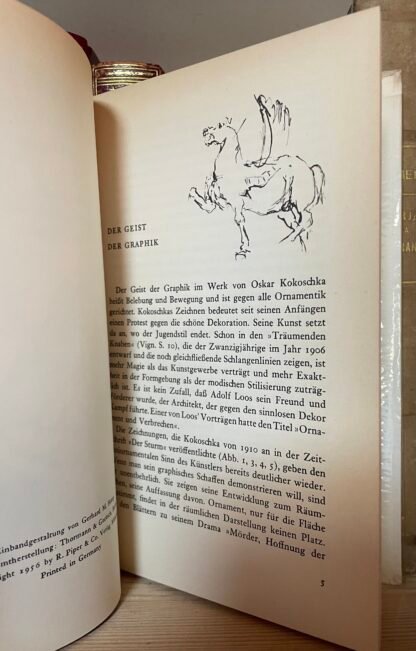 Einbandgestaltung von Gerhard M.
Gesamtherstellung: Thormann &
right 1956 by R. Piper & Co.
Printed in Germany
DER GEIST
DER GRAPHIK
Der Geist der Graphik im Werk von Oskar Kokoschka
heißt Belebung und Bewegung und ist gegen alle Ornamentik
gerichtet. Kokoschkas Zeichnen bedeutet seit seinen Anfängen
einen Protest gegen die schöne Dekoration. Seine Kunst setzt
da an, wo der Jugendstil endet. Schon in den »Träumenden
Knaben« (Vign. S. 10), die der Zwanzigjährige im Jahr 1906
entwarf und die noch gleichfließende Schlangenlinien zeigen, ist
mehr Magie als das Kunstgewerbe verträgt und mehr Exakt-
heit in der Formgebung als der modischen Stilisierung zuträg-
lich ist. Es ist kein Zufall, daß Adolf Loos sein Freund und
Förderer wurde, der Architekt, der gegen den sinnlosen Dekor
Kampf führte. Einer von Loos' Vorträgen hatte den Titel »Orna-
ment und Verbrechen«.
Die Zeichnungen, die Kokoschka von 1910 an in der Zeit-
schrift »Der Sturm« veröffentlichte (Abb. 1, 3, 4, 5), geben den
instrumentalen Sinn des Künstlers bereits deutlicher wieder.
man sein graphisches Schaffen demonstrieren will, sind
unentbehrlich. Sie zeigen seine Entwicklung zum Räum-
lichen, seine Auffassung davon. Ornament, nur für die Fläche
findet in der räumlichen Darstellung keinen Platz.
den Blättern zu seinem Drama »Mörder, Hoffnung der
5